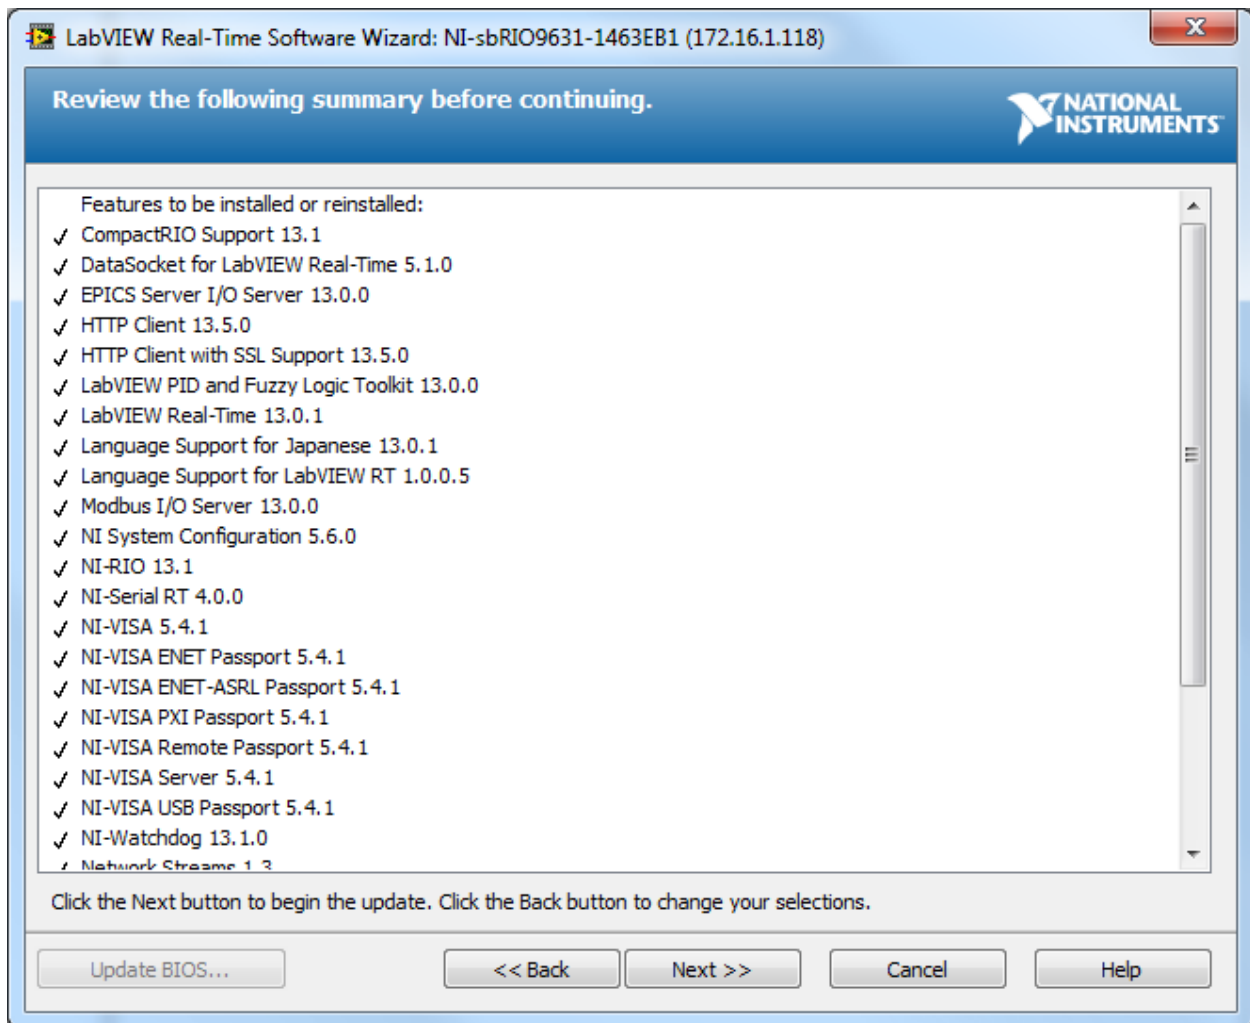 LabVIEW Real-Time Software Wizard: NI-sbRIO9631-1463EB1 (172.16.1.118)
Review the following summary before continuing.
NATIONAL
INSTRUMENTS
Features to be installed or reinstalled:
CompactRIO Support 13.1
DataSocket for LabVIEW Real-Time 5.1.0
EPICS Server I/O Server 13.0.0
HTTP Client 13.5.0
HTTP Client with SSL Support 13.5.0
LabVIEW PID and Fuzzy Logic Toolkit 13.0.0
LabVIEW Real-Time 13.0.1
Language Support for Japanese 13.0.1
Language Support for LabVIEW RT 1.0.0.5
Modbus I/O Server 13.0.0
NI System Configuration 5.6.0
NI-RIO 13.1
NI-Serial RT 4.0.0
NI-VISA 5.4.1
NI-VISA ENET Passport 5.4.1
NI-VISA ENET-ASRL Passport 5.4.1
NI-VISA PXI Passport 5.4.1
NI-VISA Remote Passport 5.4.1
NI-VISA Server 5.4.1
NI-VISA USB Passport 5.4.1
NI-Watchdog 13.1.0
Network Streams 1.3
Click the Next button to begin the update. Click the Back button to change your selections.
Update BIOS... << Back Next >> Cancel Help